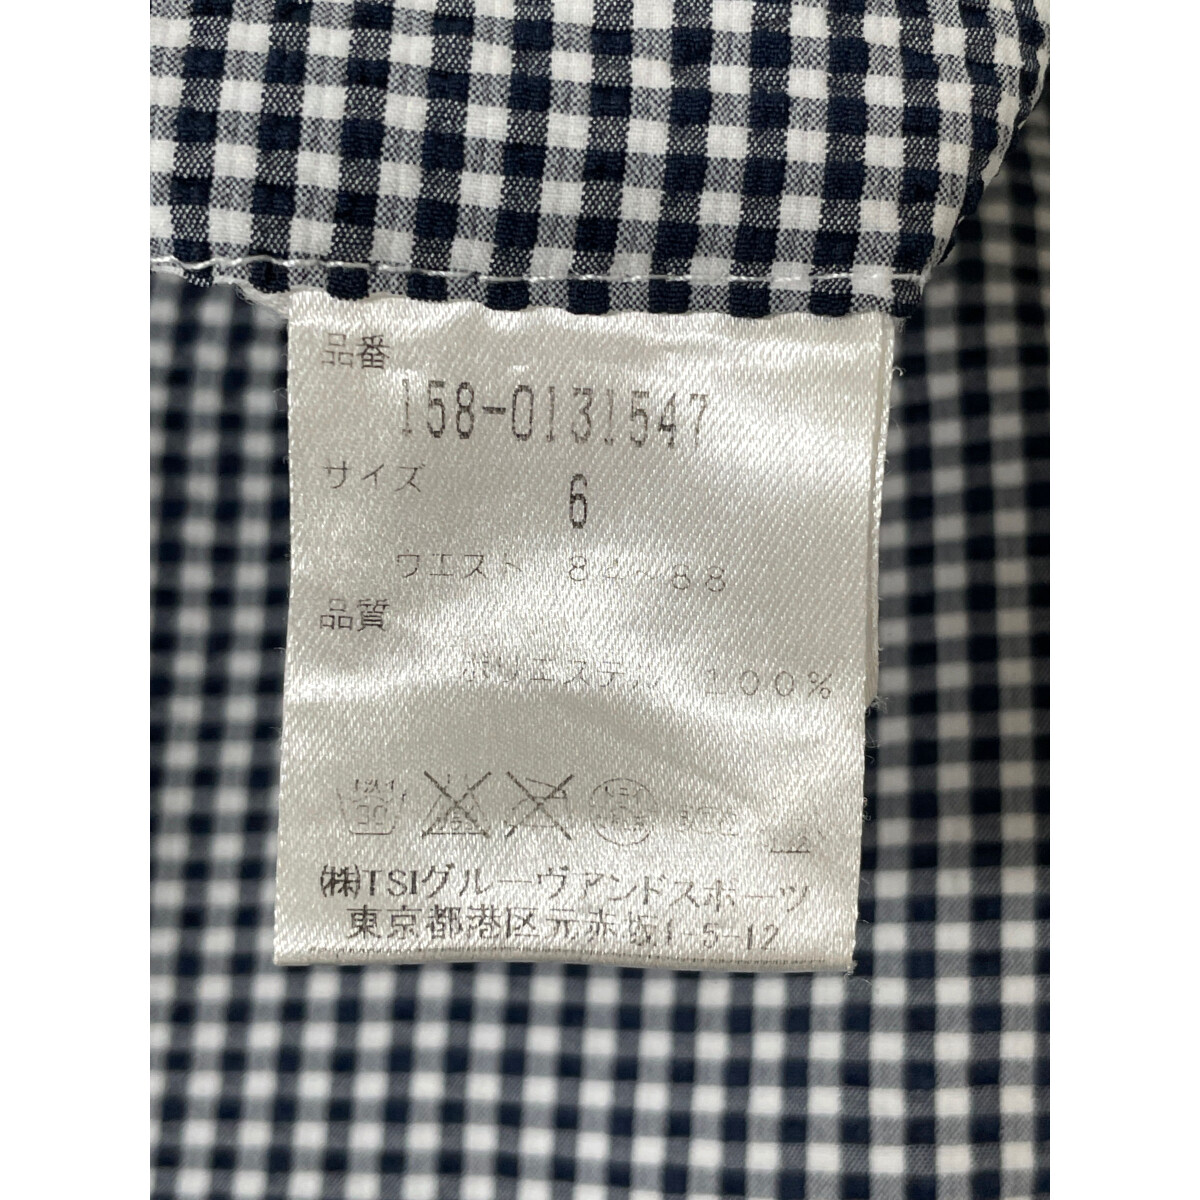 品番
158-0131547
サイズ
6
ウエスト 84~88
品質
ポリエステル 100%
30
(株)TSIグルーヴアンドスポーツ
東京都港区元赤坂1-5-12